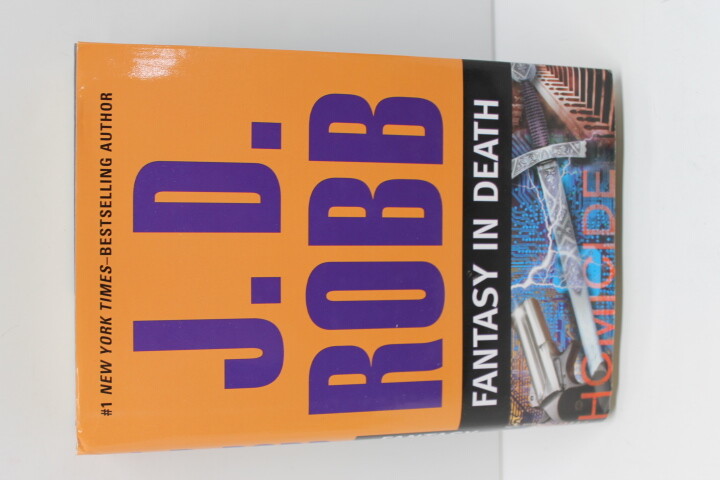 #1 NEW YORK TIMES–BESTSELLING AUTHOR
J. D.
ROBB
FANTASY IN DEATH
HOMICIDE